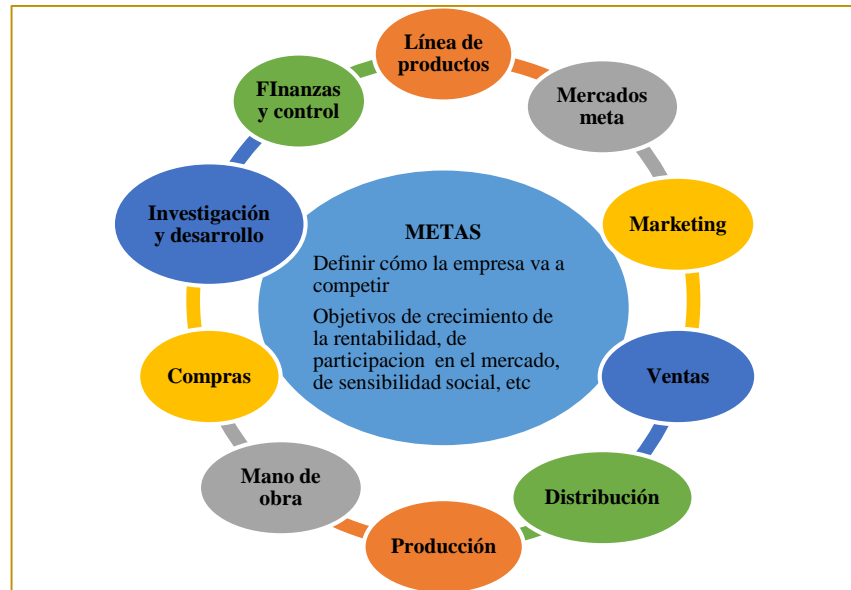 Línea de
productos
Mercados
meta
Marketing
Ventas
Distribución
Producción
Mano de
obra
Compras
Investigación
y desarrollo
FInanzas
y control
METAS
Definir cómo la empresa va a
competir
Objetivos de crecimiento de
la rentabilidad, de
participacion en el mercado,
de sensibilidad social, etc